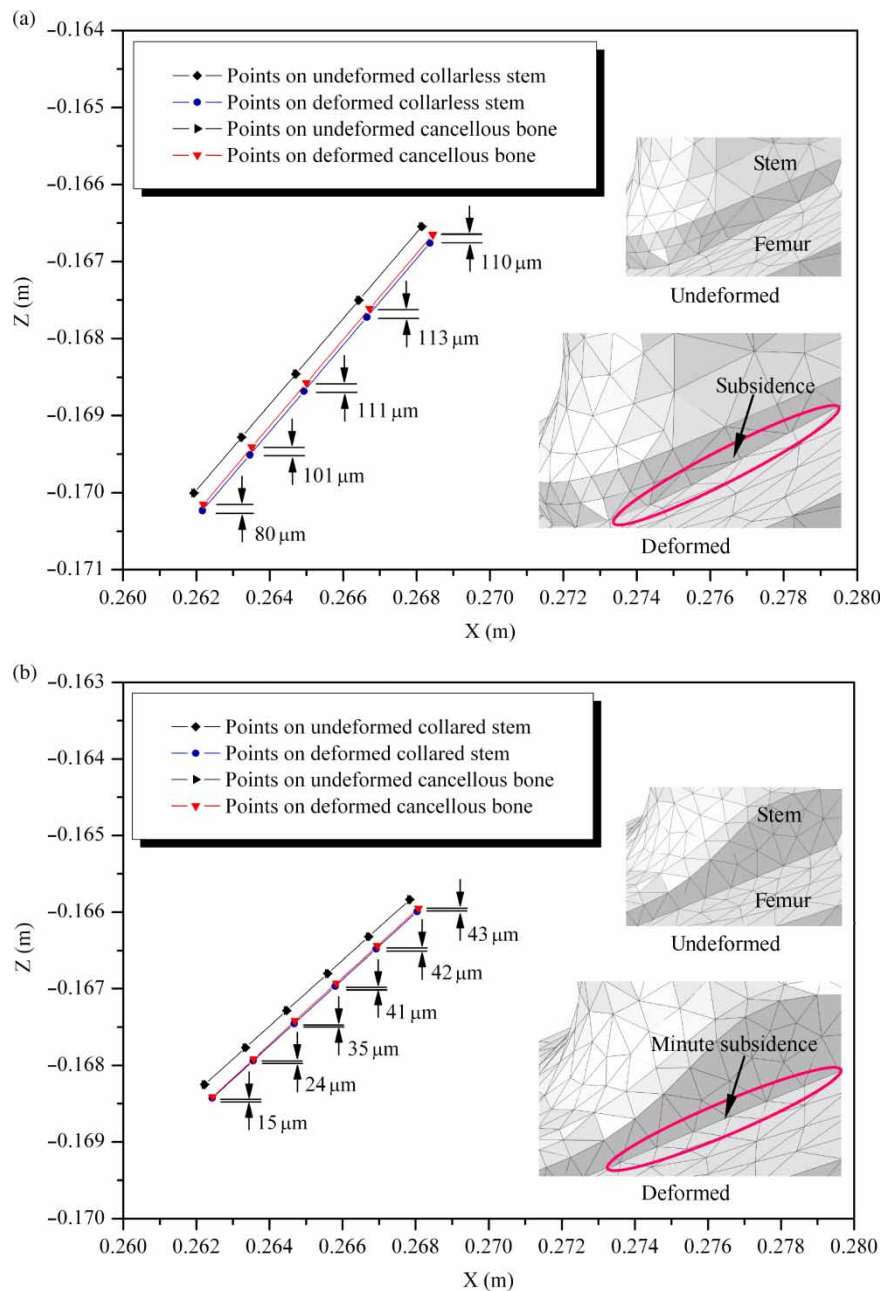 (a)
−0.164
−0.165
−0.166
−0.167
−0.168
−0.169
−0.170
−0.171
Z (m)
Points on undeformed collarless stem
Points on deformed collarless stem
Points on undeformed cancellous bone
Points on deformed cancellous bone
110 μm
113 μm
111 μm
101 μm
80 μm
Stem
Femur
Undeformed
Subsidence
Deformed
0.260 0.262 0.264 0.266 0.268 0.270 0.272 0.274 0.276 0.278 0.280
X (m)
(b)
−0.163
−0.164
−0.165
−0.166
−0.167
−0.168
−0.169
−0.170
Z (m)
Points on undeformed collared stem
Points on deformed collared stem
Points on undeformed cancellous bone
Points on deformed cancellous bone
43 μm
42 μm
41 μm
35 μm
24 μm
15 μm
Stem
Femur
Undeformed
Minute subsidence
Deformed
0.260 0.262 0.264 0.266 0.268 0.270 0.272 0.274 0.276 0.278 0.280
X (m)